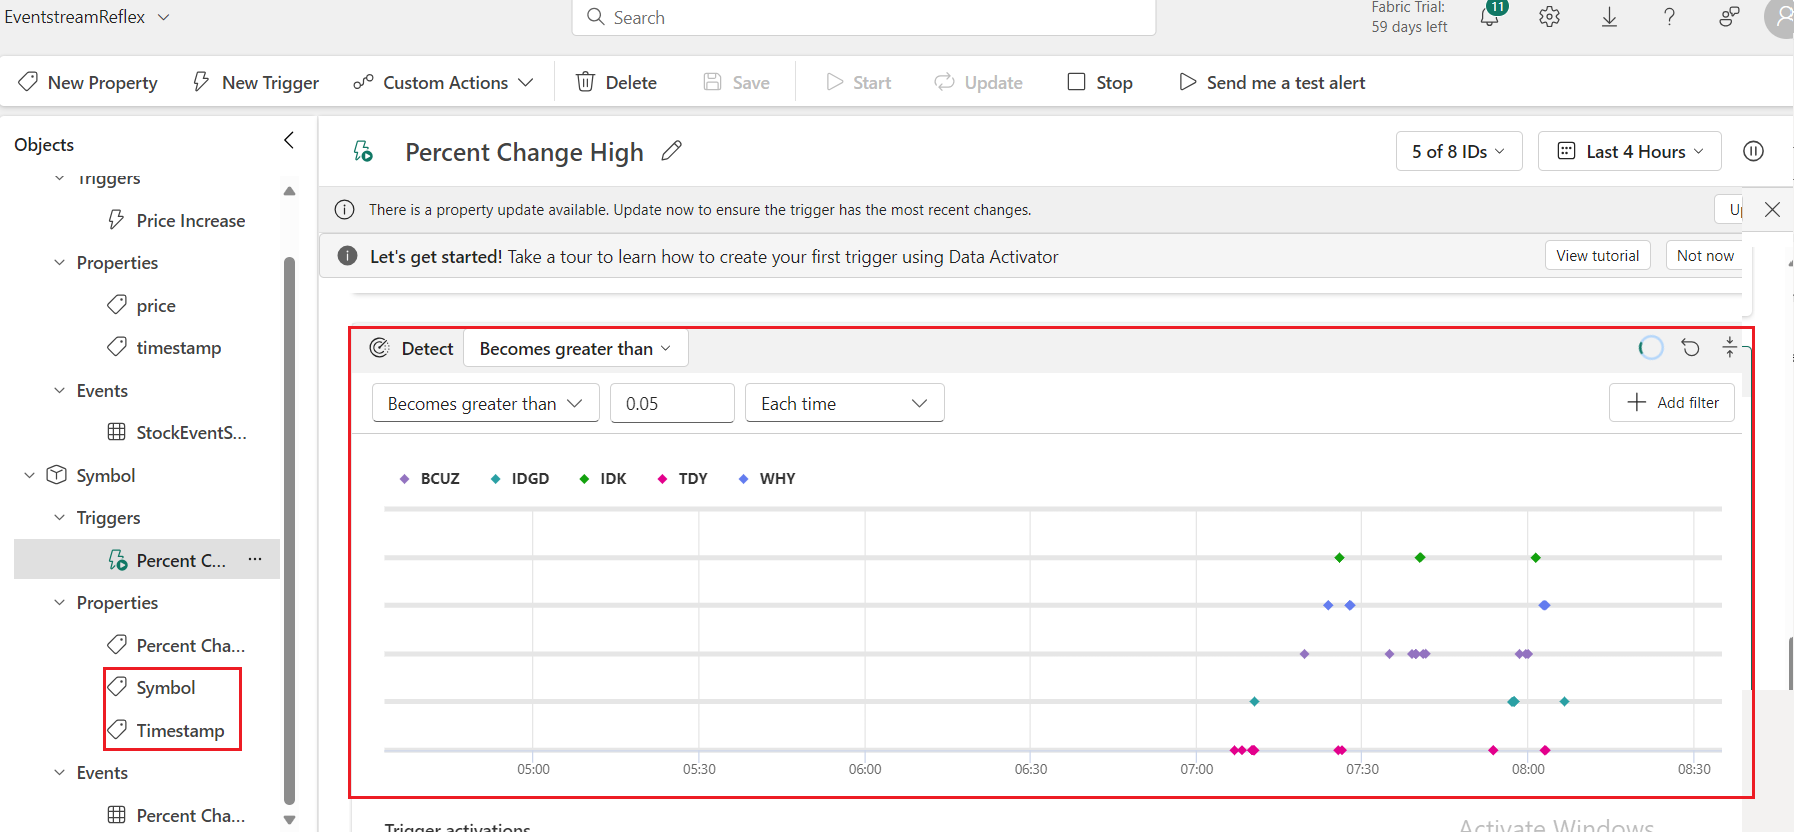 EventstreamReflex
Search
Fabric Trial:
59 days left
11
New Property
New Trigger
Custom Actions
Delete
Save
Start
Update
Stop
Send me a test alert
Objects
Triggers
Price Increase
Properties
price
timestamp
Events
StockEventS...
Symbol
Triggers
Percent C...
...
Properties
Percent Cha...
Symbol
Timestamp
Events
Percent Cha...
Percent Change High
5 of 8 IDs
Last 4 Hours
There is a property update available. Update now to ensure the trigger has the most recent changes.
Let's get started! Take a tour to learn how to create your first trigger using Data Activator
View tutorial
Not now
Detect
Becomes greater than
Becomes greater than
0.05
Each time
Add filter
BCUZ
IDGD
IDK
TDY
WHY
05:00
05:30
06:00
06:30
07:00
07:30
08:00
08:30
Trigger activations
Activate Windows